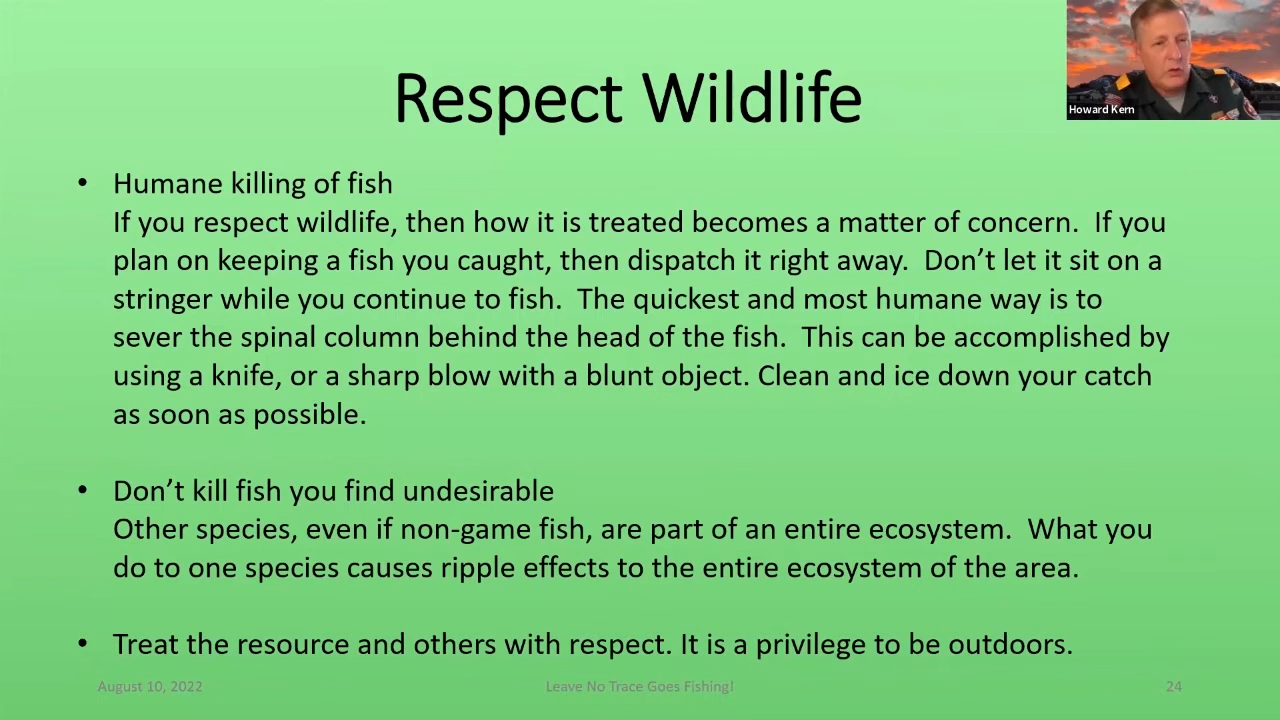 Respect Wildlife
Howard Kern
• Humane killing of fish
If you respect wildlife, then how it is treated becomes a matter of concern.  If you
plan on keeping a fish you caught, then dispatch it right away.  Don’t let it sit on a
stringer while you continue to fish.  The quickest and most humane way is to
sever the spinal column behind the head of the fish.  This can be accomplished by
using a knife, or a sharp blow with a blunt object. Clean and ice down your catch
as soon as possible.
• Don’t kill fish you find undesirable
Other species, even if non-game fish, are part of an entire ecosystem.  What you
do to one species causes ripple effects to the entire ecosystem of the area.
• Treat the resource and others with respect. It is a privilege to be outdoors.
August 10, 2022
Leave No Trace Goes Fishing!
24